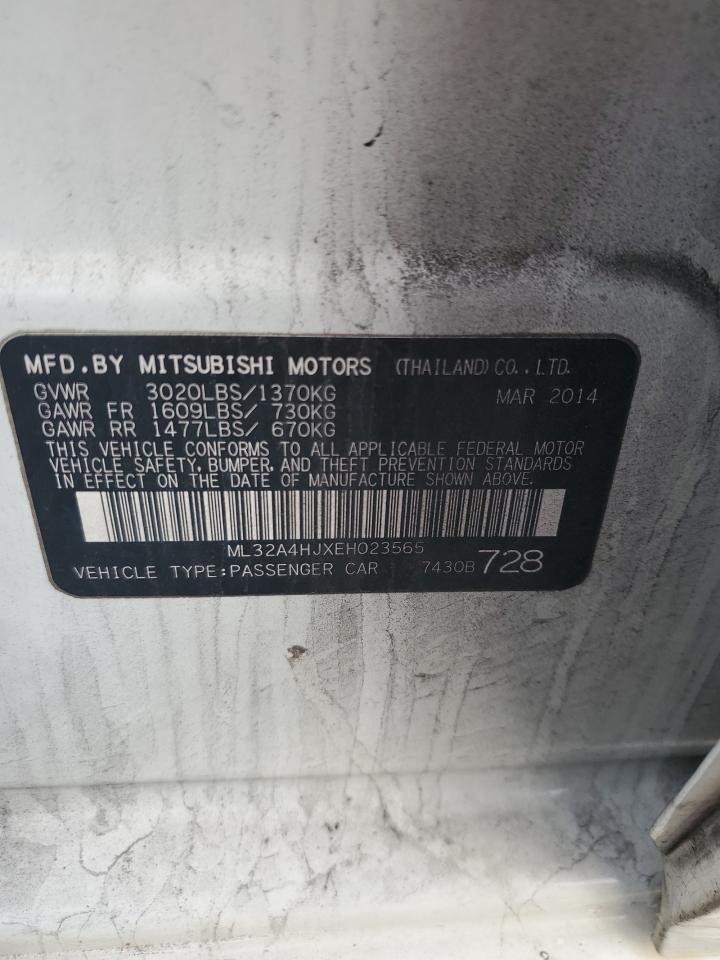 MFD.BY MITSUBISHI MOTORS (THAILAND)CO.,LTD.
GVWR 3020LBS/1370KG MAR 2014
GAWR FR 1609LBS/ 730KG
GAWR RR 1477LBS/ 670KG
THIS VEHICLE CONFORMS TO ALL APPLICABLE FEDERAL MOTOR
VEHICLE SAFETY, BUMPER, AND THEFT PREVENTION STANDARDS
IN EFFECT ON THE DATE OF MANUFACTURE SHOWN ABOVE.
ML32A4HJXEH023565
VEHICLE TYPE:PASSENGER CAR 7430B 728